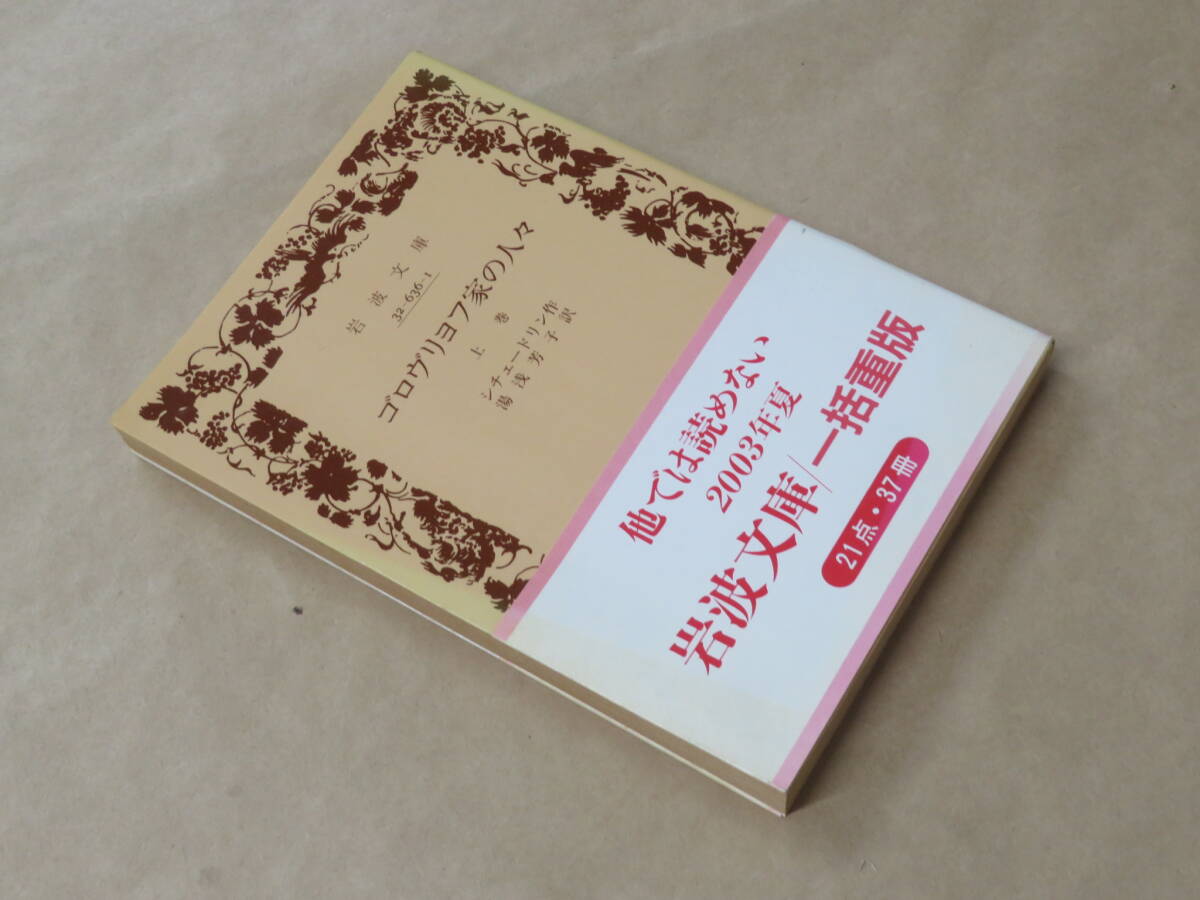 岩波文庫
32-636-1
ゴロヴリヨフ家の人々
上巻
シチェードリン作
湯浅芳子訳
他では読めない
2003年夏
岩波文庫/一括重版
21点・37冊